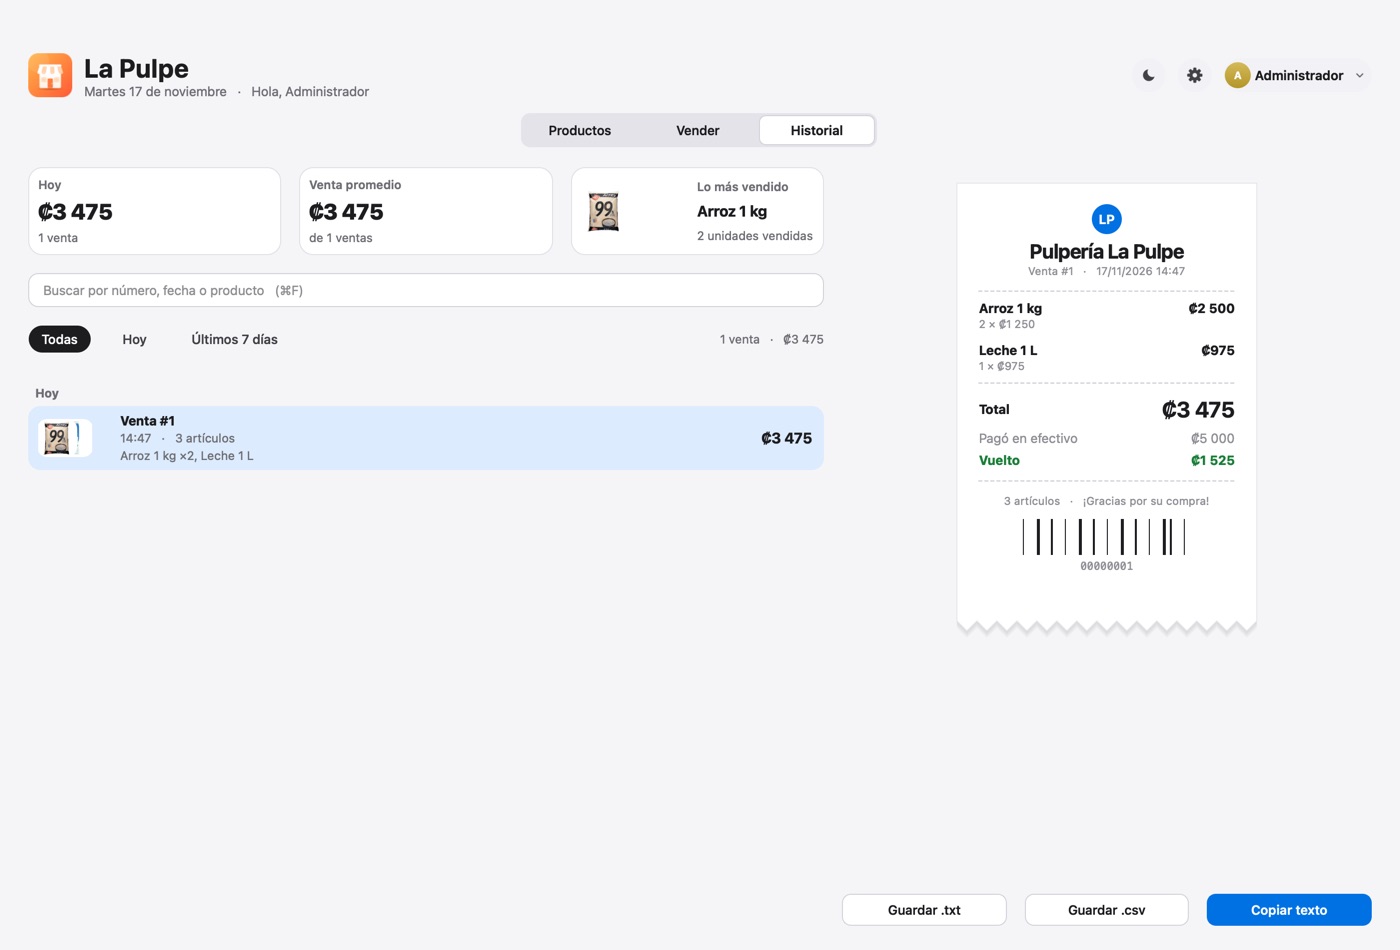 La Pulpe
Martes 17 de noviembre · Hola, Administrador
A Administrador
Productos Vender Historial
Hoy
₡3 475
1 venta
Venta promedio
₡3 475
de 1 ventas
99
Lo más vendido
Arroz 1 kg
2 unidades vendidas
Buscar por número, fecha o producto (⌘F)
Todas Hoy Últimos 7 días 1 venta · ₡3 475
Hoy
99
Venta #1
14:47 · 3 artículos
Arroz 1 kg ×2, Leche 1 L
₡3 475
LP
Pulpería La Pulpe
Venta #1 · 17/11/2026 14:47
Arroz 1 kg ₡2 500
2 × ₡1 250
Leche 1 L ₡975
1 × ₡975
Total ₡3 475
Pagó en efectivo ₡5 000
Vuelto ₡1 525
3 artículos · ¡Gracias por su compra!
00000001
Guardar .txt Guardar .csv Copiar texto